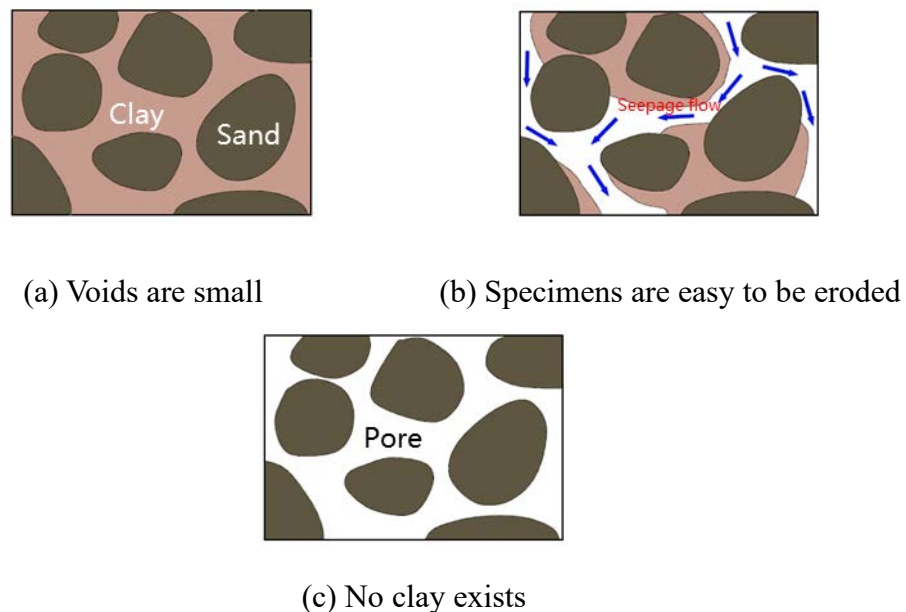 Clay
Sand
Seepage flow
(a) Voids are small
(b) Specimens are easy to be eroded
Pore
(c) No clay exists